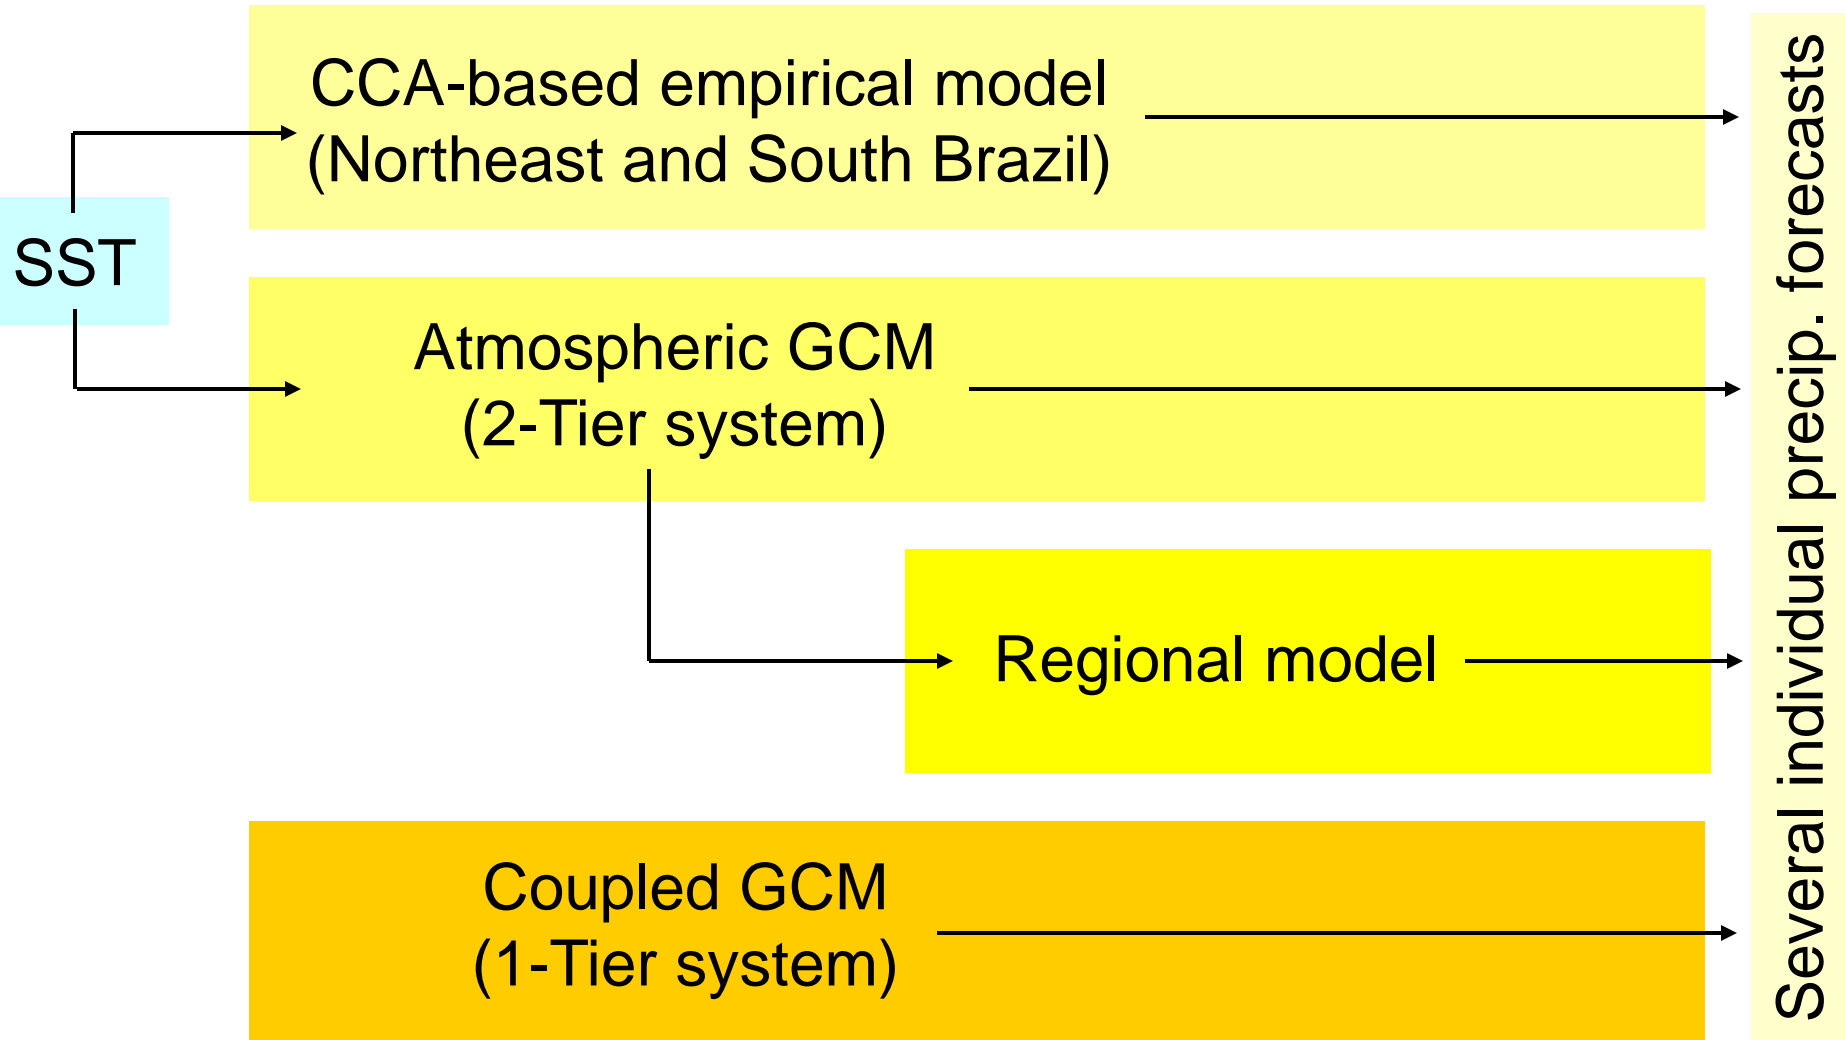 CCA-based empirical model
(Northeast and South Brazil)
SST
Atmospheric GCM
(2-Tier system)
Regional model
Coupled GCM
(1-Tier system)
Several individual precip. forecasts